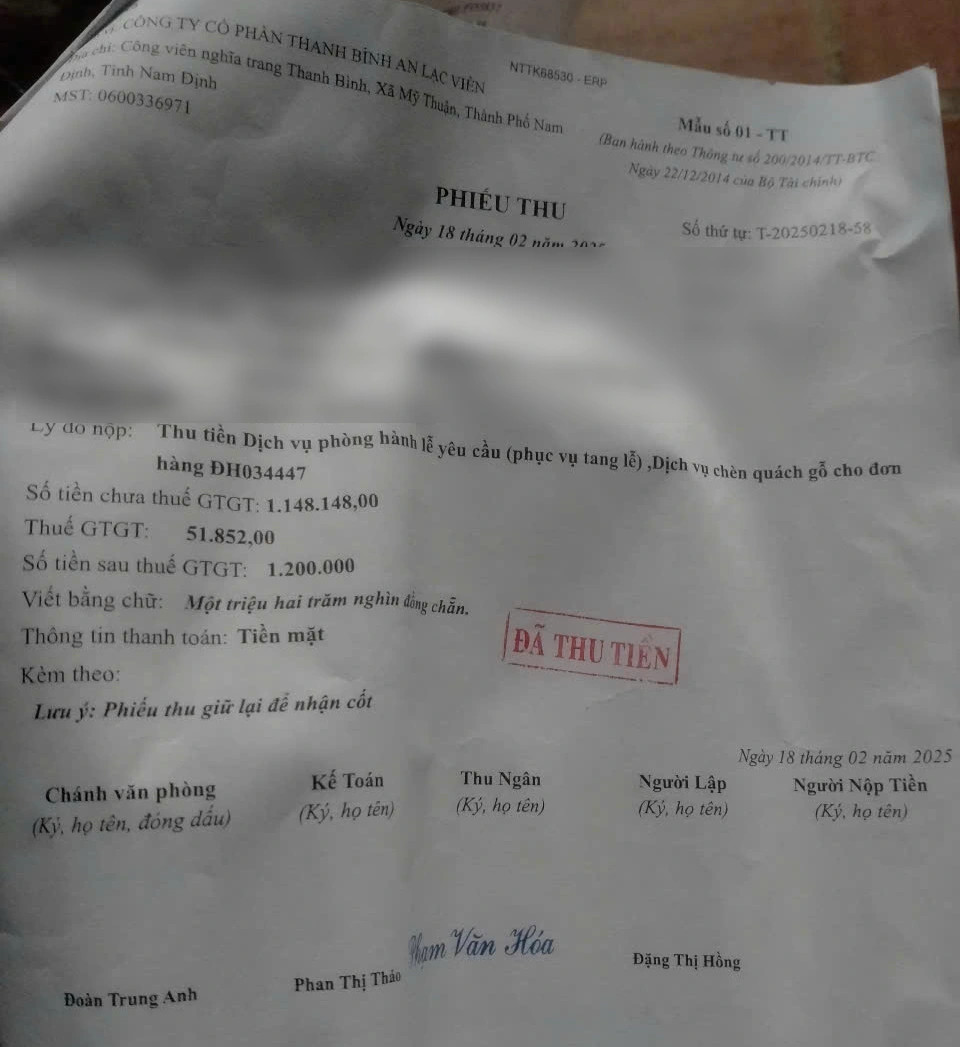 CÔNG TY CỔ PHẦN THANH BÌNH AN LẠC VIÊN
NTTK68530 - ERP
chỉ: Công viên nghĩa trang Thanh Bình, Xã Mỹ Thuận, Thành Phố Nam
Định, Tỉnh Nam Định
MST: 0600336971
Mẫu số 01 - TT
(Ban hành theo Thông tư số 200/2014/TT-BTC
Ngày 22/12/2014 của Bộ Tài chính)
PHIẾU THU
Ngày 18 tháng 02 năm 2025
Số thứ tự: T-20250218-58
Lý do nộp: Thu tiền Dịch vụ phòng hành lễ yêu cầu (phục vụ tang lễ) ,Dịch vụ chèn quách gỗ cho đơn
hàng ĐH034447
Số tiền chưa thuế GTGT: 1.148.148,00
Thuế GTGT: 51.852,00
Số tiền sau thuế GTGT: 1.200.000
Viết bằng chữ: Một triệu hai trăm nghìn đồng chẵn.
Thông tin thanh toán: Tiền mặt
ĐÃ THU TIỀN
Kèm theo:
Lưu ý: Phiếu thu giữ lại để nhận cốt
Ngày 18 tháng 02 năm 2025
Chánh văn phòng Kế Toán Thu Ngân Người Lập Người Nộp Tiền
(Ký, họ tên, đóng dấu) (Ký, họ tên) (Ký, họ tên) (Ký, họ tên) (Ký, họ tên)
Đoàn Trung Anh Phan Thị Thảo Phạm Văn Hóa Đặng Thị Hồng